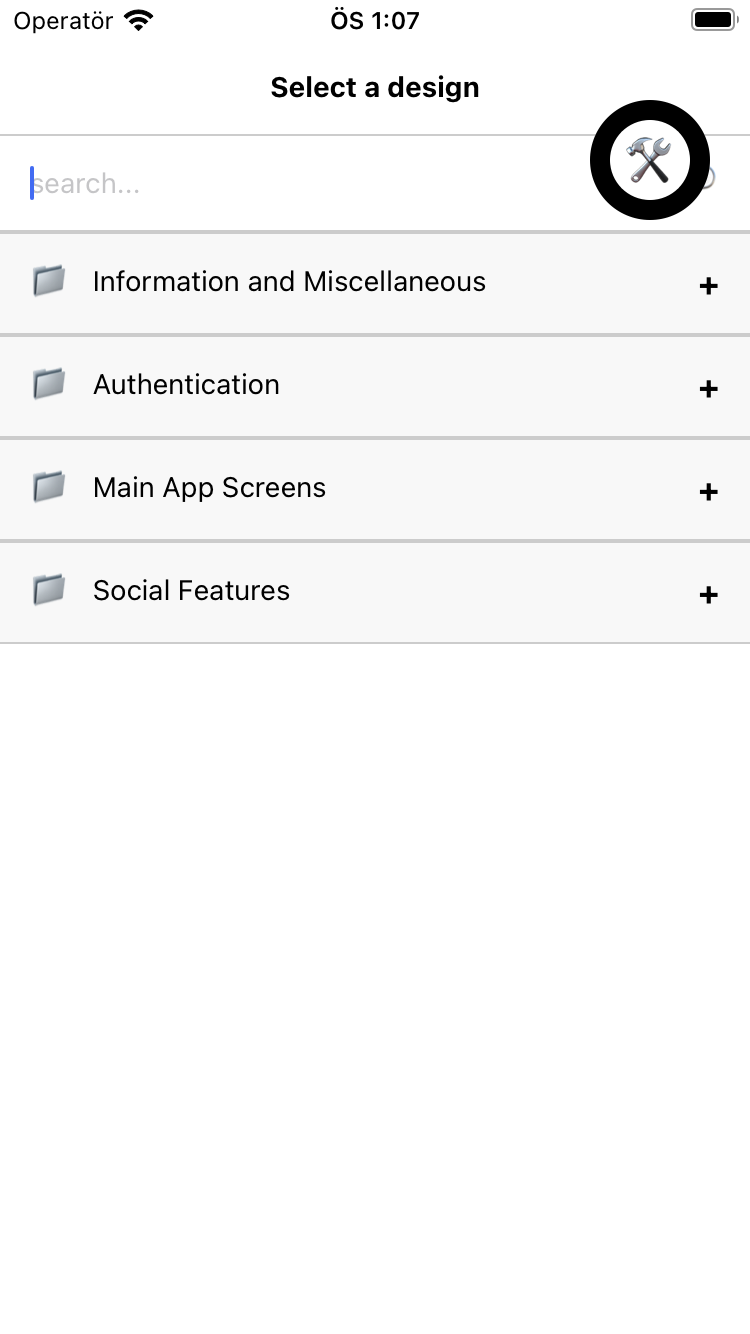 Operatör ÖS 1:07
Select a design
search...
Information and Miscellaneous +
Authentication +
Main App Screens +
Social Features +